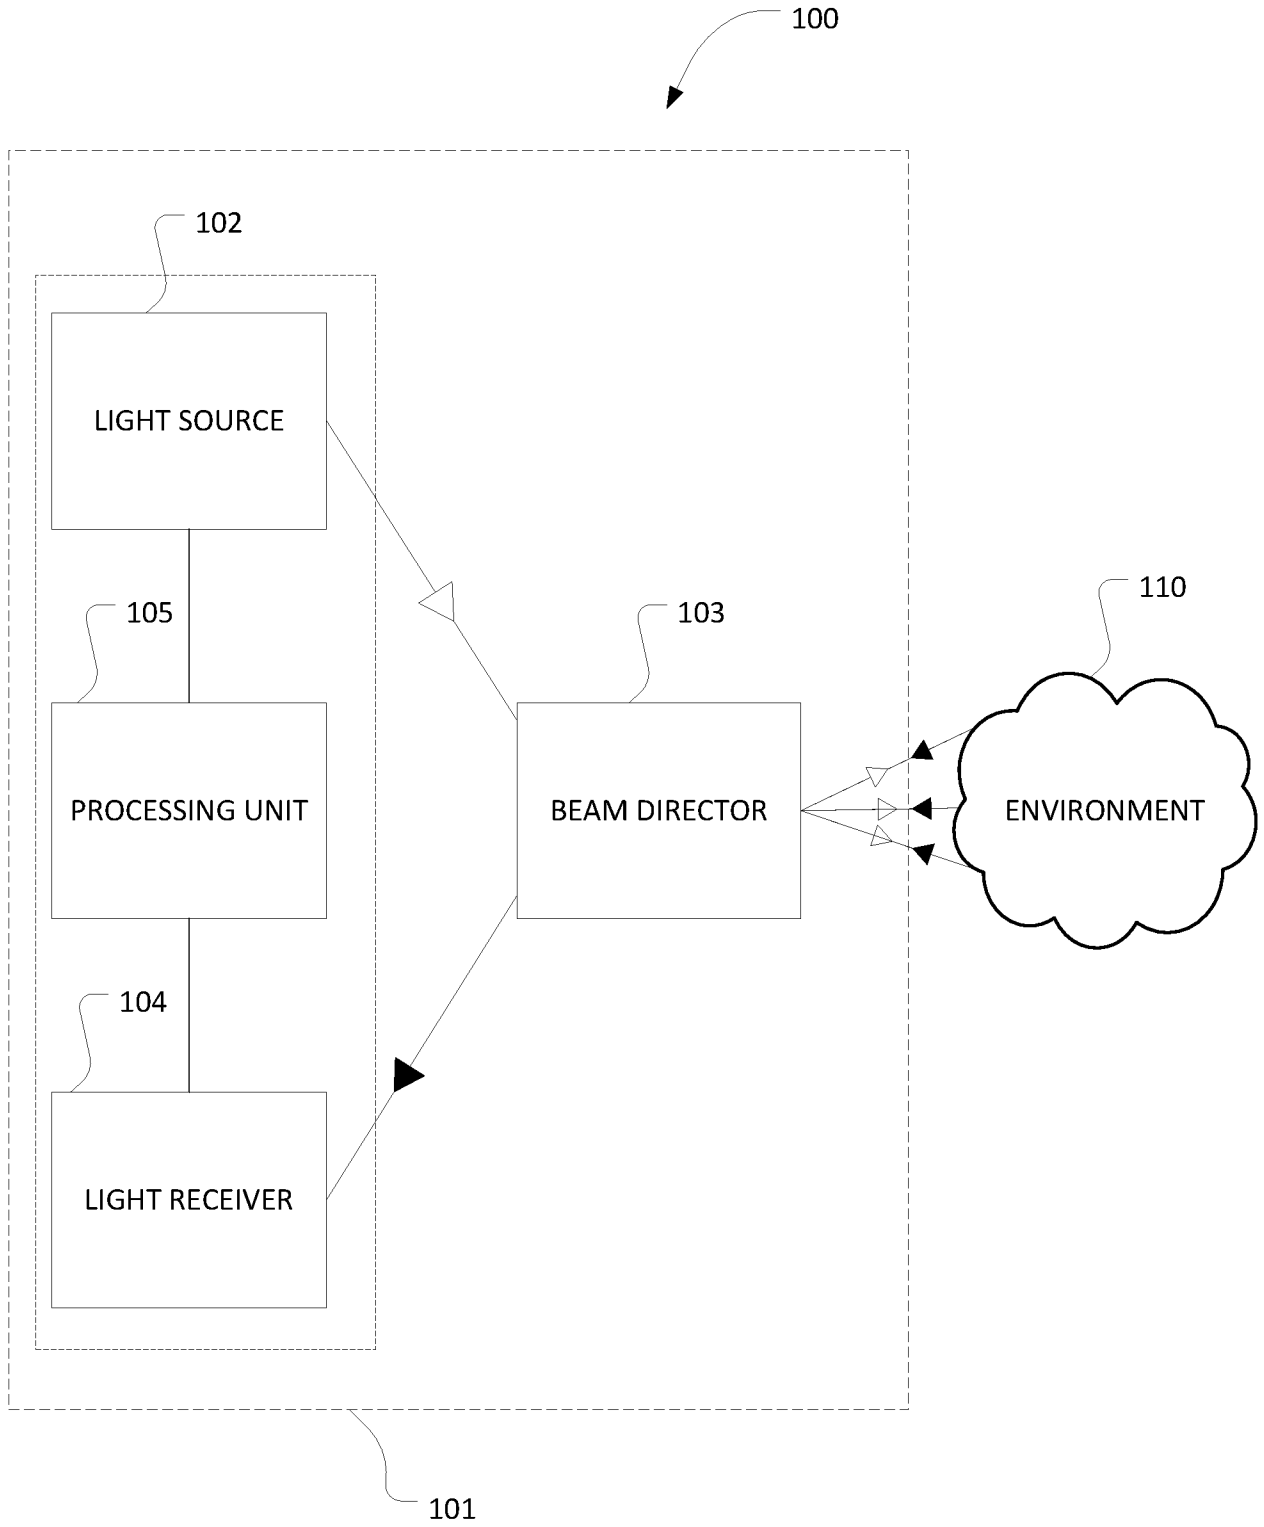 100
102
LIGHT SOURCE
110
105
103
PROCESSING UNIT
BEAM DIRECTOR
ENVIRONMENT
104
LIGHT RECEIVER
101